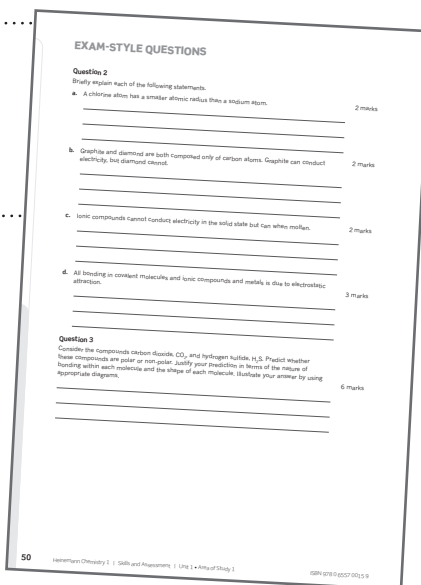 EXAM-STYLE QUESTIONS
Question 2
Briefly explain each of the following statements.
a. A chlorine atom has a smaller atomic radius than a sodium atom.
2 marks
b. Graphite and diamond are both composed only of carbon atoms. Graphite can conduct
electricity, but diamond cannot.
2 marks
c. Ionic compounds cannot conduct electricity in the solid state but can when molten.
2 marks
d. All bonding in covalent molecules and ionic compounds and metals is due to electrostatic
attraction.
3 marks
Question 3
Consider the compounds carbon dioxide, CO₂, and hydrogen sulfide, H₂S. Predict whether
these compounds are polar or non-polar. Justify your prediction in terms of the nature of
bonding within each molecule and the shape of each molecule. Illustrate your answer by using
appropriate diagrams.
6 marks
50 Heinemann Chemistry 1 | Skills and Assessment | Unit 1 • Area of Study 1
ISBN 978 0 6557 0015 9